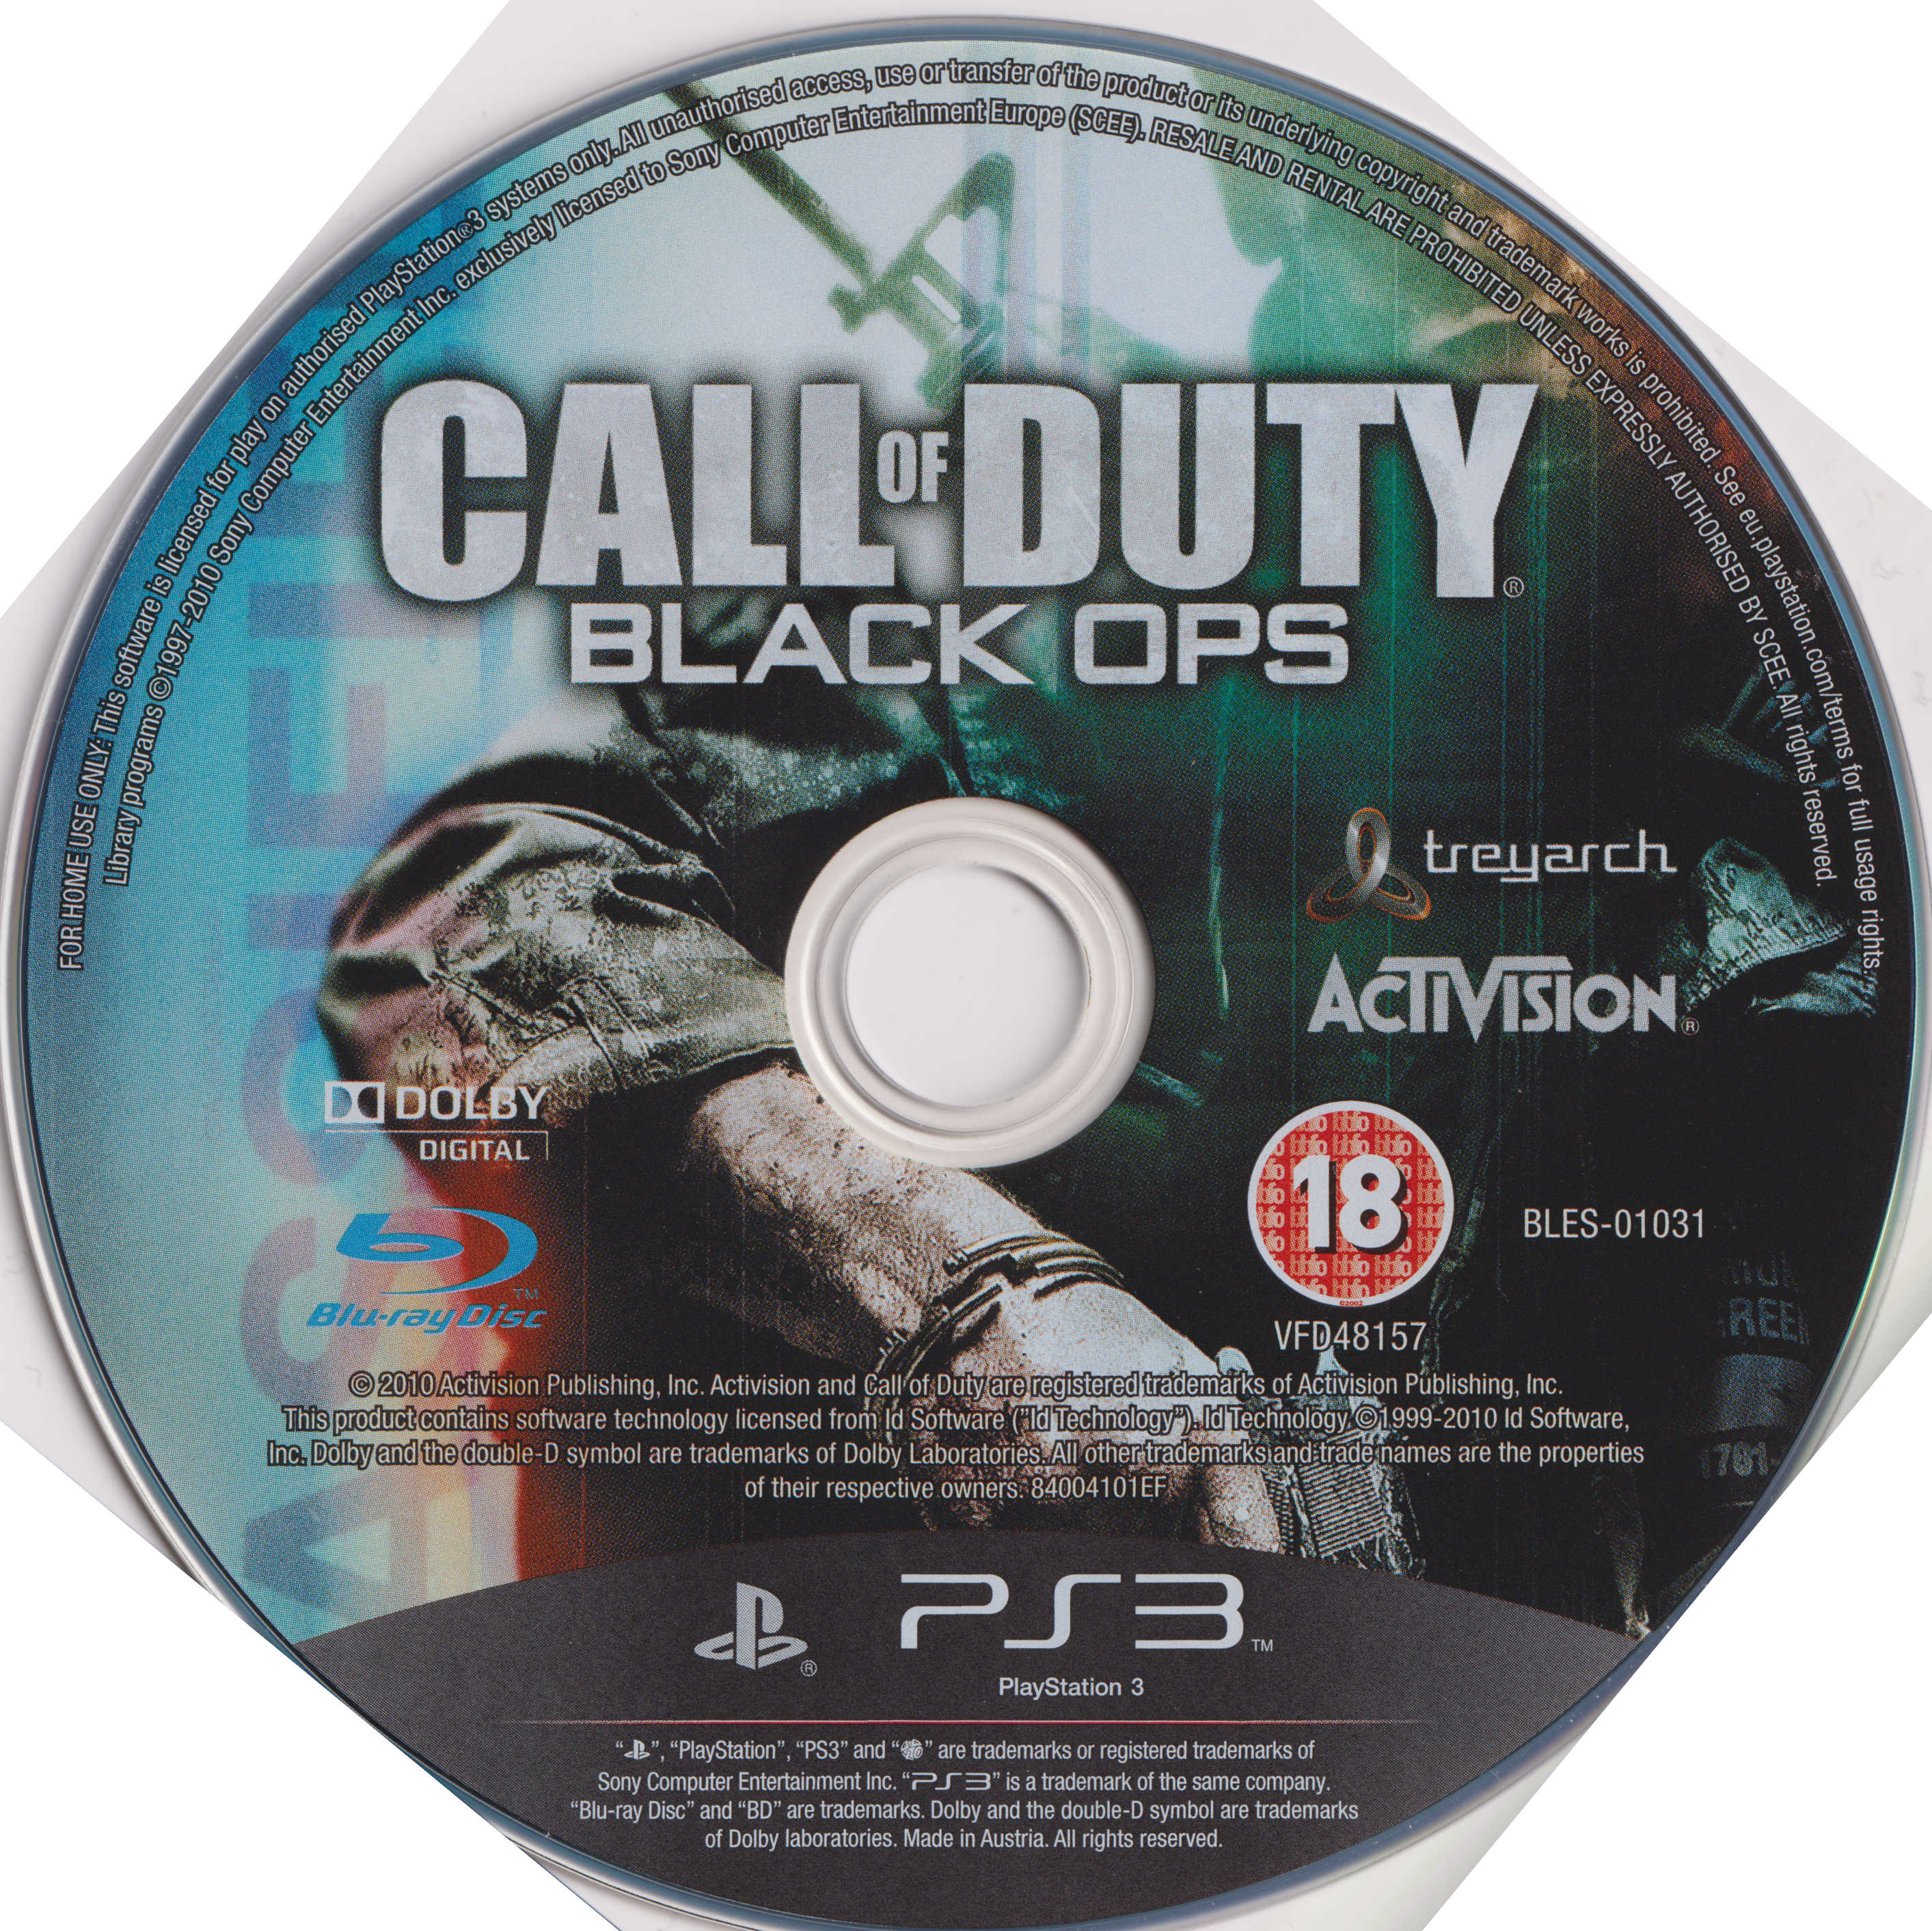 FOR HOME USE ONLY. This software is licensed for play on authorised PlayStation®3 systems only. All unauthorised access, use or transfer of the product or its underlying copyright and trademark works is prohibited. See eu.playstation.com/terms for full usage rights.
Library programs ©1997-2010 Sony Computer Entertainment Inc. exclusively licensed to Sony Computer Entertainment Europe (SCEE). RESALE AND RENTAL ARE PROHIBITED UNLESS EXPRESSLY AUTHORISED BY SCEE. All rights reserved.
CALL OF DUTY®
BLACK OPS
treyarch
ACTIVISION®
DOLBY
DIGITAL
18
©2002
BLES-01031
Blu-ray Disc™
VFD48157
© 2010 Activision Publishing, Inc. Activision and Call of Duty are registered trademarks of Activision Publishing, Inc.
This product contains software technology licensed from Id Software ("Id Technology"). Id Technology ©1999-2010 Id Software,
Inc. Dolby and the double-D symbol are trademarks of Dolby Laboratories. All other trademarks and trade names are the properties
of their respective owners. 84004101EF
PS3™
PlayStation 3
“PS”, “PlayStation”, “PS3” and “” are trademarks or registered trademarks of
Sony Computer Entertainment Inc. “PS3” is a trademark of the same company.
“Blu-ray Disc” and “BD” are trademarks. Dolby and the double-D symbol are trademarks
of Dolby laboratories. Made in Austria. All rights reserved.